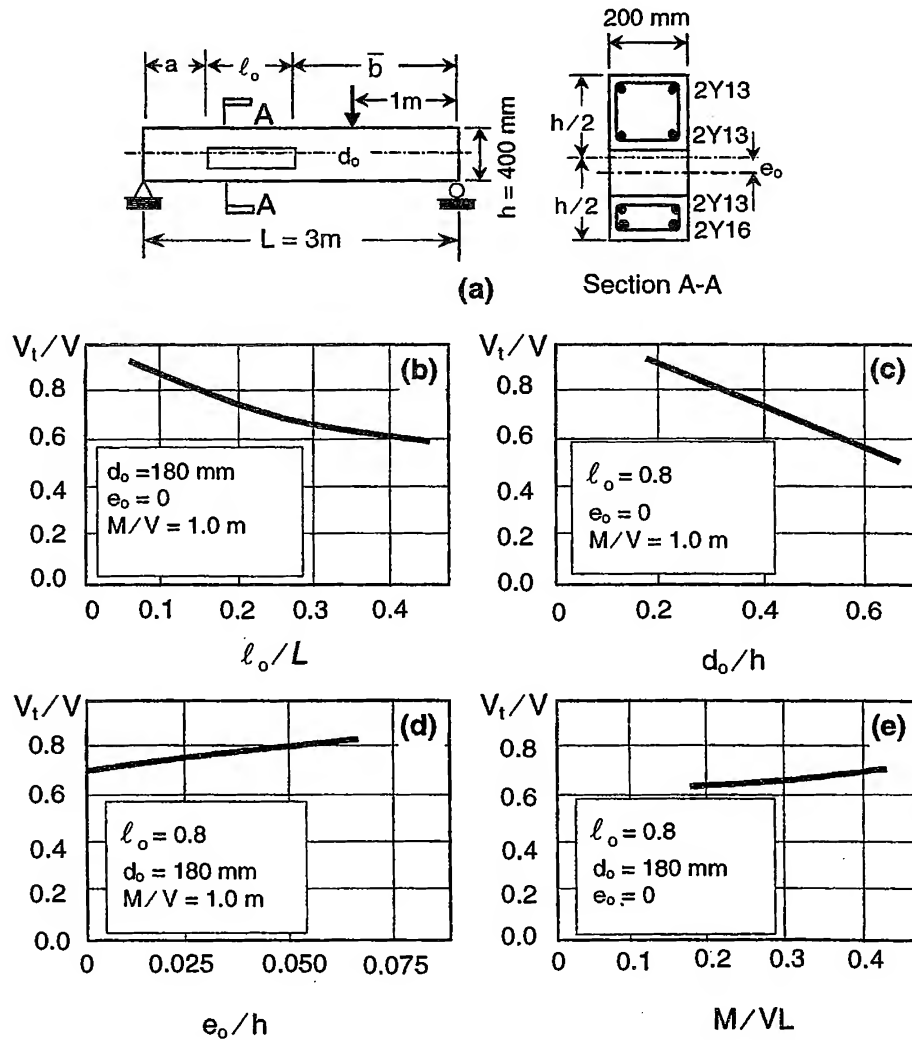 200 mm
a
ℓo
b̄
1m
A
do
A
h = 400 mm
L = 3m
h/2
h/2
2Y13
2Y13
eo
2Y13
2Y16
(a)
Section A-A
Vt/V
(b)
0.8
0.6
0.4
0.2
0.0
do =180 mm
eo = 0
M/V = 1.0 m
0 0.1 0.2 0.3 0.4
ℓo/L
Vt/V
(c)
0.8
0.6
0.4
0.2
0.0
ℓo = 0.8
eo = 0
M/V = 1.0 m
0 0.2 0.4 0.6
do/h
Vt/V
(d)
0.8
0.6
0.4
0.2
0.0
ℓo = 0.8
do = 180 mm
M/V = 1.0 m
0 0.025 0.050 0.075
eo/h
Vt/V
(e)
0.8
0.6
0.4
0.2
0.0
ℓo = 0.8
do = 180 mm
eo = 0
0 0.1 0.2 0.3 0.4
M/VL